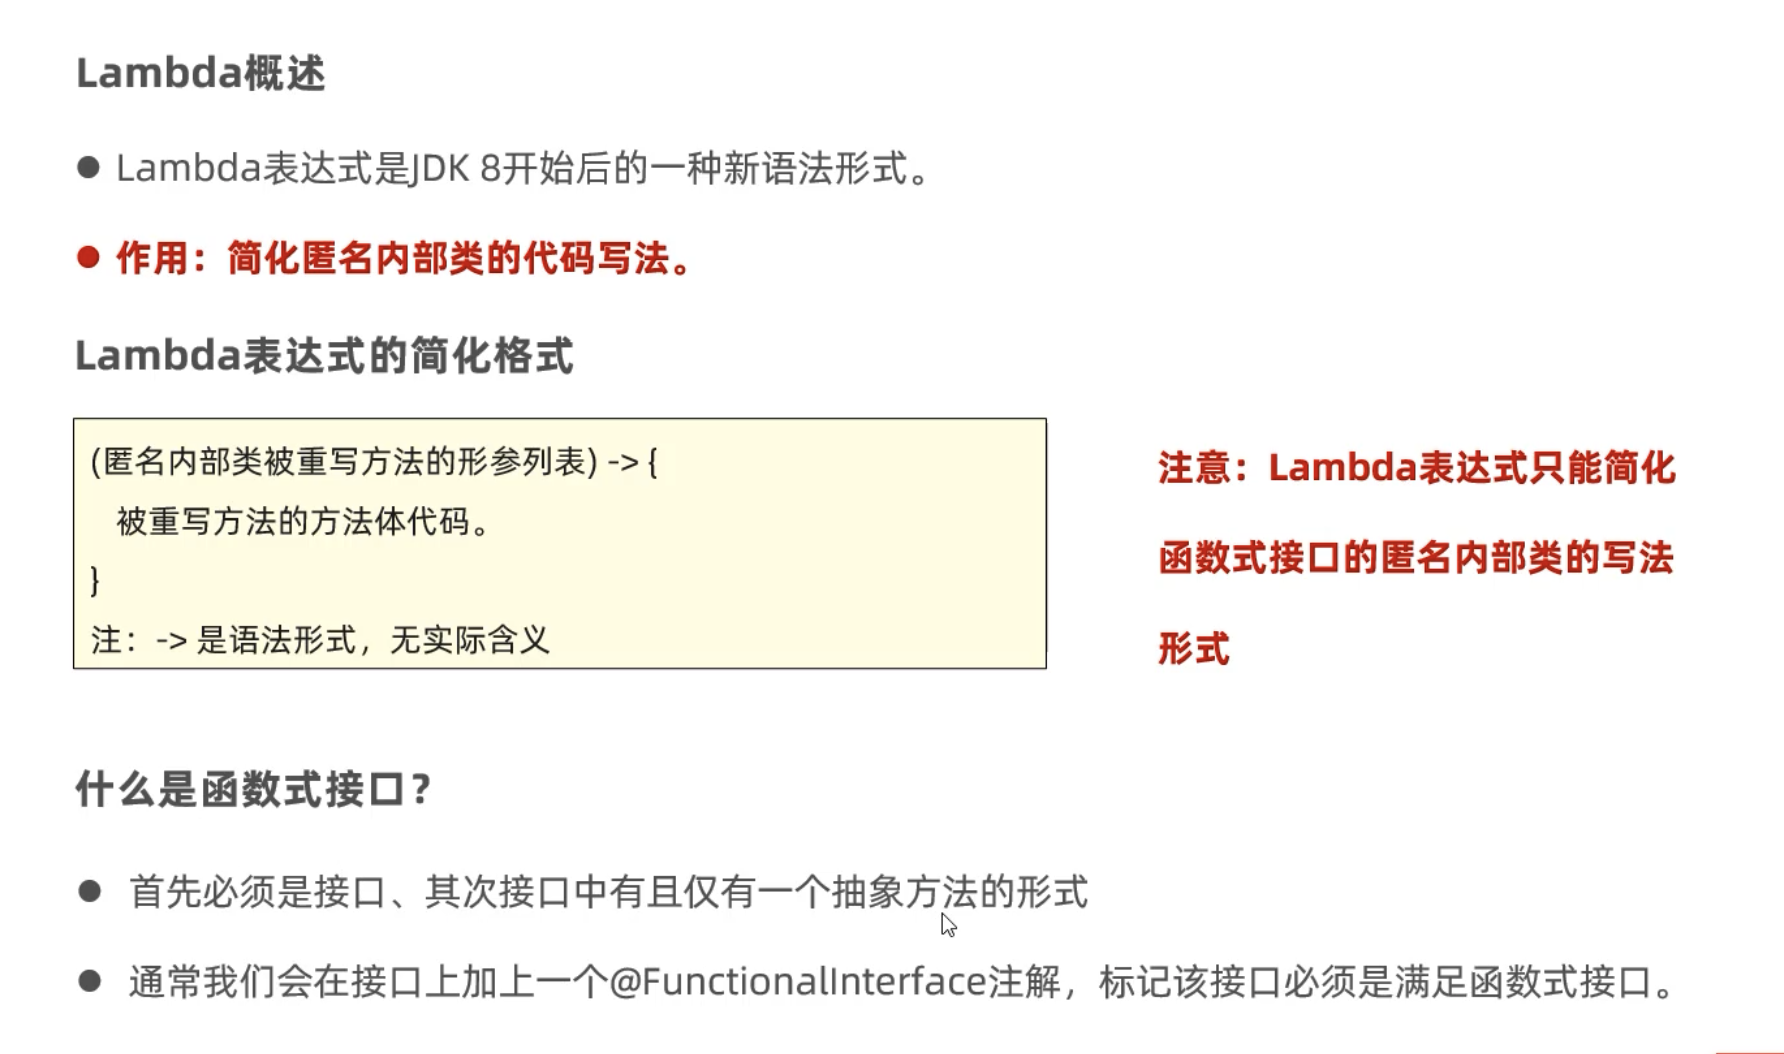 Lambda概述
● Lambda表达式是JDK 8开始后的一种新语法形式。
● 作用：简化匿名内部类的代码写法。
Lambda表达式的简化格式
(匿名内部类被重写方法的形参列表) -> {
被重写方法的方法体代码。
}
注：-> 是语法形式，无实际含义
注意：Lambda表达式只能简化
函数式接口的匿名内部类的写法
形式
什么是函数式接口？
● 首先必须是接口、其次接口中有且仅有一个抽象方法的形式
● 通常我们会在接口上加上一个@FunctionalInterface注解，标记该接口必须是满足函数式接口。